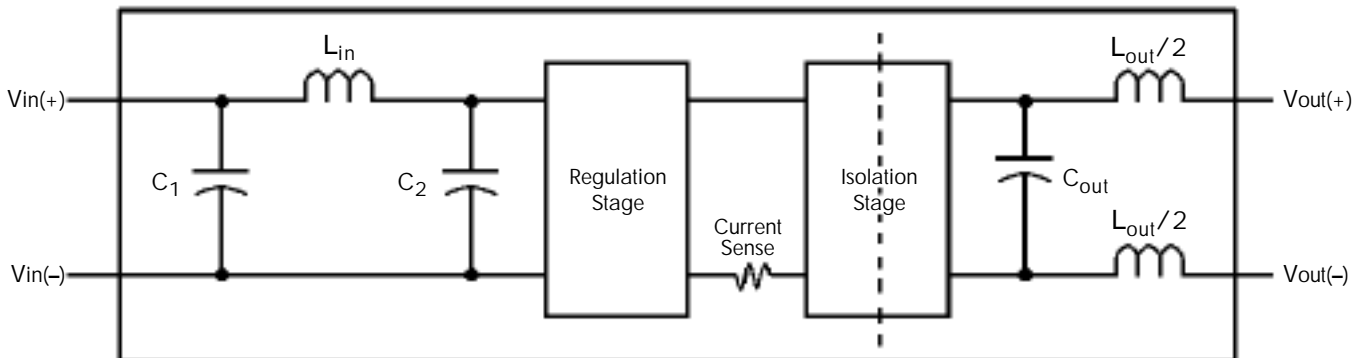 Lin
Lout/2
Vin(+)
Vout(+)
C1
C2
Regulation
Stage
Isolation
Stage
Cout
Current
Sense
Lout/2
Vin(–)
Vout(–)